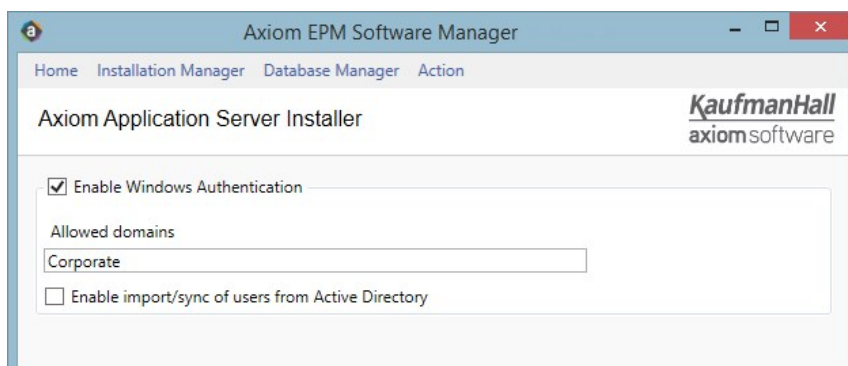 a
Axiom EPM Software Manager
Home Installation Manager Database Manager Action
Axiom Application Server Installer
KaufmanHall
axiomsoftware
Enable Windows Authentication
Allowed domains
Corporate
Enable import/sync of users from Active Directory